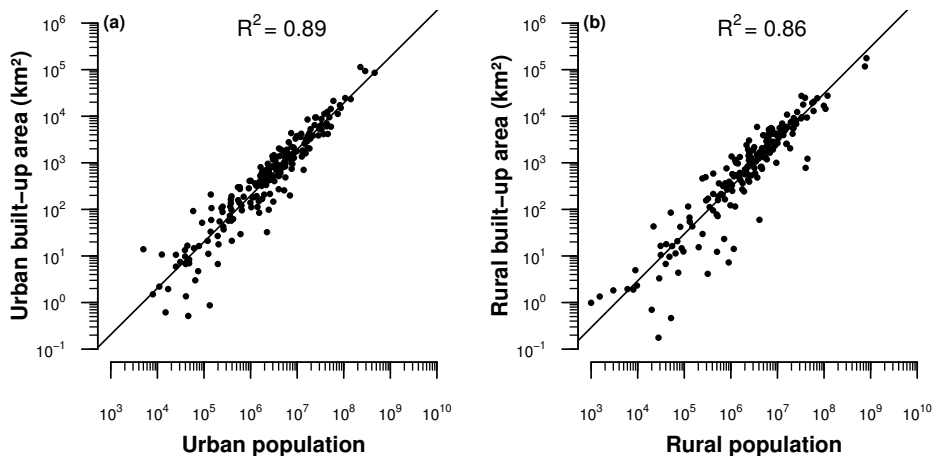 (a)
R² = 0.89
Urban built−up area (km²)
10⁶
10⁵
10⁴
10³
10²
10¹
10⁰
10⁻¹
10³ 10⁴ 10⁵ 10⁶ 10⁷ 10⁸ 10⁹ 10¹⁰
Urban population
(b)
R² = 0.86
Rural built−up area (km²)
10⁶
10⁵
10⁴
10³
10²
10¹
10⁰
10⁻¹
10³ 10⁴ 10⁵ 10⁶ 10⁷ 10⁸ 10⁹ 10¹⁰
Rural population